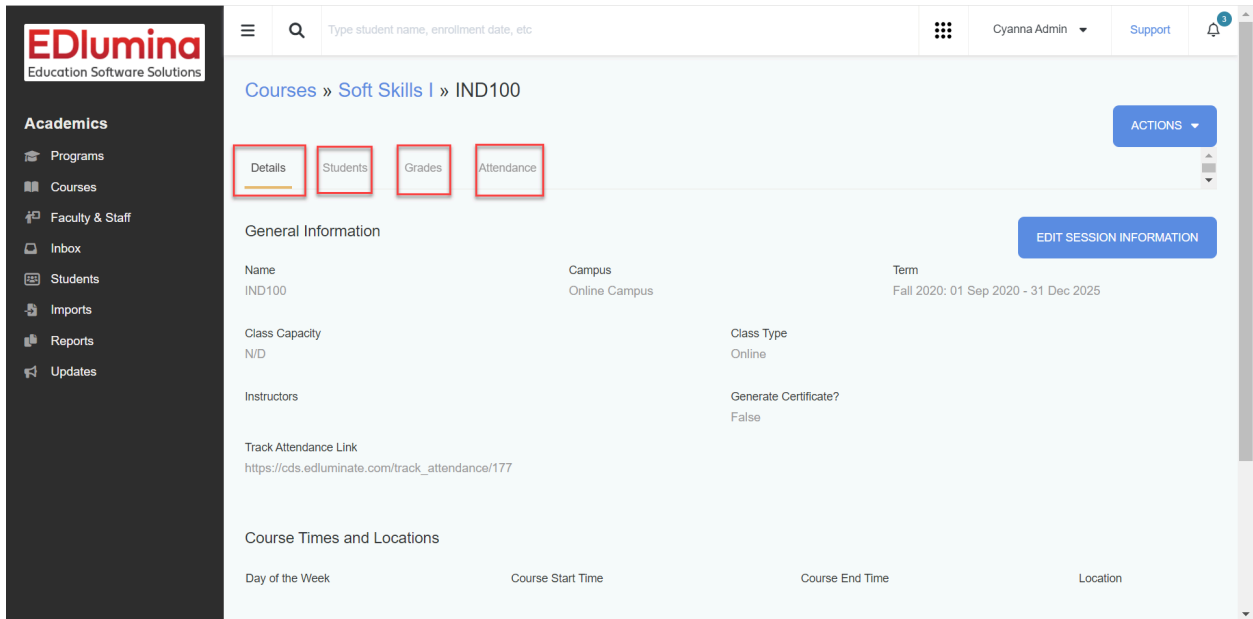 EDlumina
Education Software Solutions
Type student name, enrollment date, etc
Cyanna Admin
Support
3
Academics
Programs
Courses
Faculty & Staff
Inbox
Students
Imports
Reports
Updates
Courses » Soft Skills I » IND100
ACTIONS
Details Students Grades Attendance
General Information
EDIT SESSION INFORMATION
Name Campus Term
IND100 Online Campus Fall 2020: 01 Sep 2020 - 31 Dec 2025
Class Capacity Class Type
N/D Online
Instructors Generate Certificate?
False
Track Attendance Link
https://cds.edluminate.com/track_attendance/177
Course Times and Locations
Day of the Week Course Start Time Course End Time Location